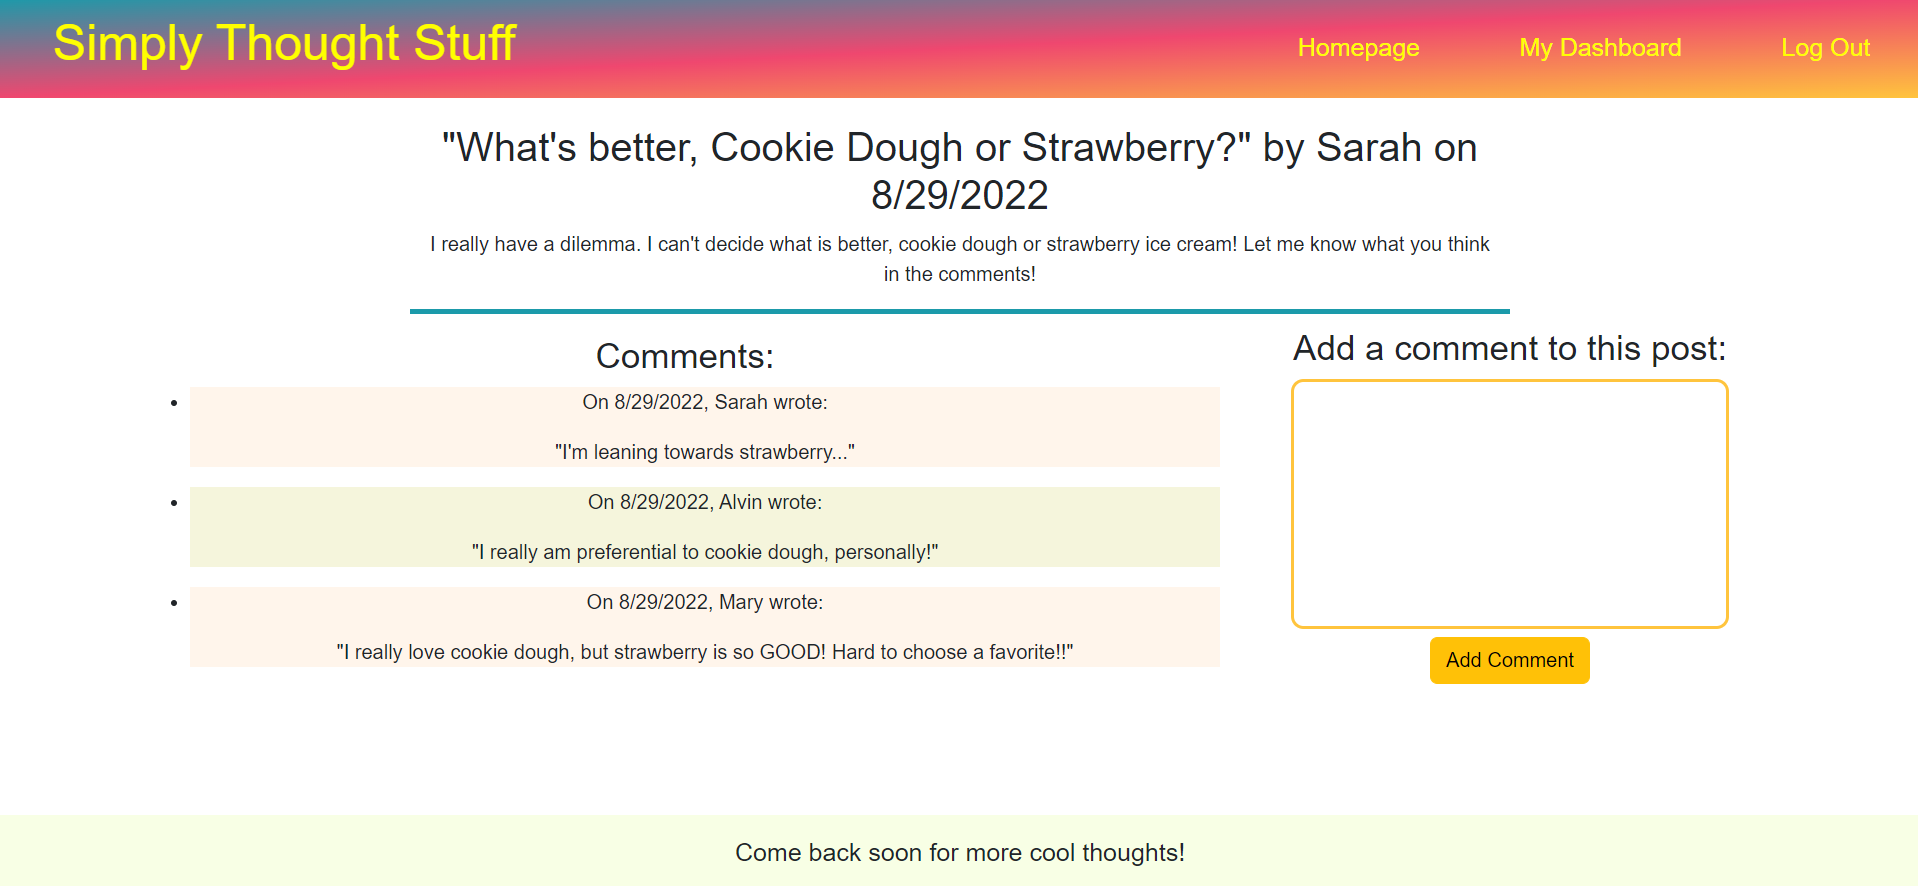 Simply Thought Stuff
Homepage
My Dashboard
Log Out
"What's better, Cookie Dough or Strawberry?" by Sarah on
8/29/2022
I really have a dilemma. I can't decide what is better, cookie dough or strawberry ice cream! Let me know what you think
in the comments!
Comments:
On 8/29/2022, Sarah wrote:
"I'm leaning towards strawberry..."
On 8/29/2022, Alvin wrote:
"I really am preferential to cookie dough, personally!"
On 8/29/2022, Mary wrote:
"I really love cookie dough, but strawberry is so GOOD! Hard to choose a favorite!!"
Add a comment to this post:
Add Comment
Come back soon for more cool thoughts!